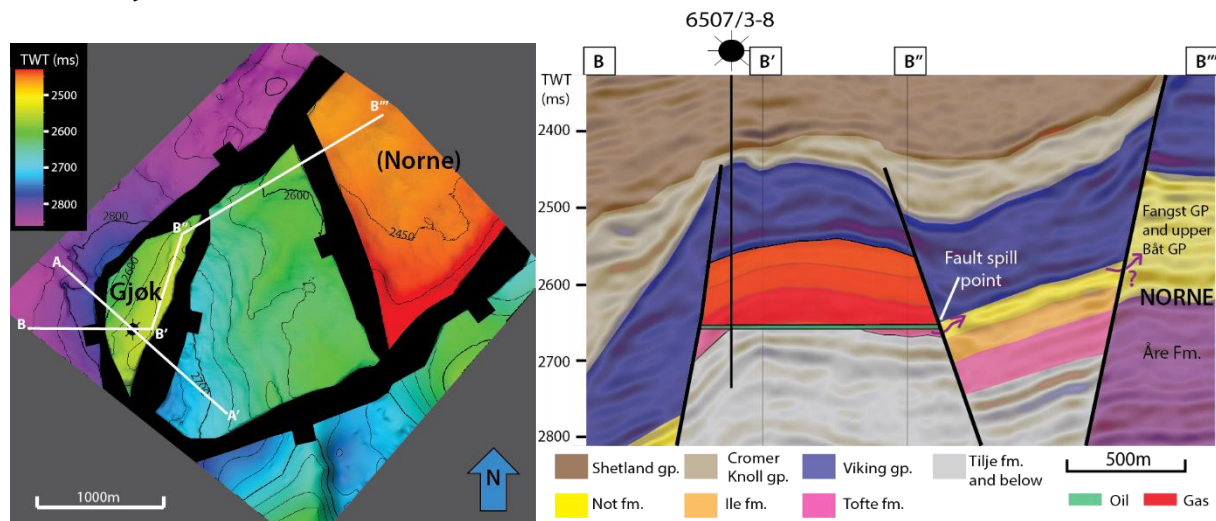 TWT (ms)
2500
2600
2700
2800
B'''
(Norne)
2600
2450
2800
B''
2600
A
Gjøk
B
B'
2700
A'
N
1000m
6507/3-8
B
B'
B''
B'''
TWT
(ms)
2400
2500
2600
2700
2800
Fault spill
point
Fangst GP
and upper
Båt GP
?
NORNE
Åre Fm.
Shetland gp.
Cromer
Knoll gp.
Viking gp.
Tilje fm.
and below
500m
Not fm.
Ile fm.
Tofte fm.
Oil
Gas